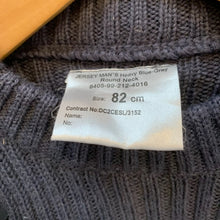 JERSEY MAN'S Heavy Blue Grey
Round Neck
8405-99-212-4016
Size: 82 cm
Contract No:DC2CESL/3152
Name:
No: